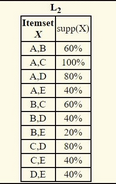 L2
Itemset X supp(X)
A,B 60%
A,C 100%
A,D 80%
A,E 40%
B,C 60%
B,D 40%
B,E 20%
C,D 80%
C,E 40%
D,E 40%